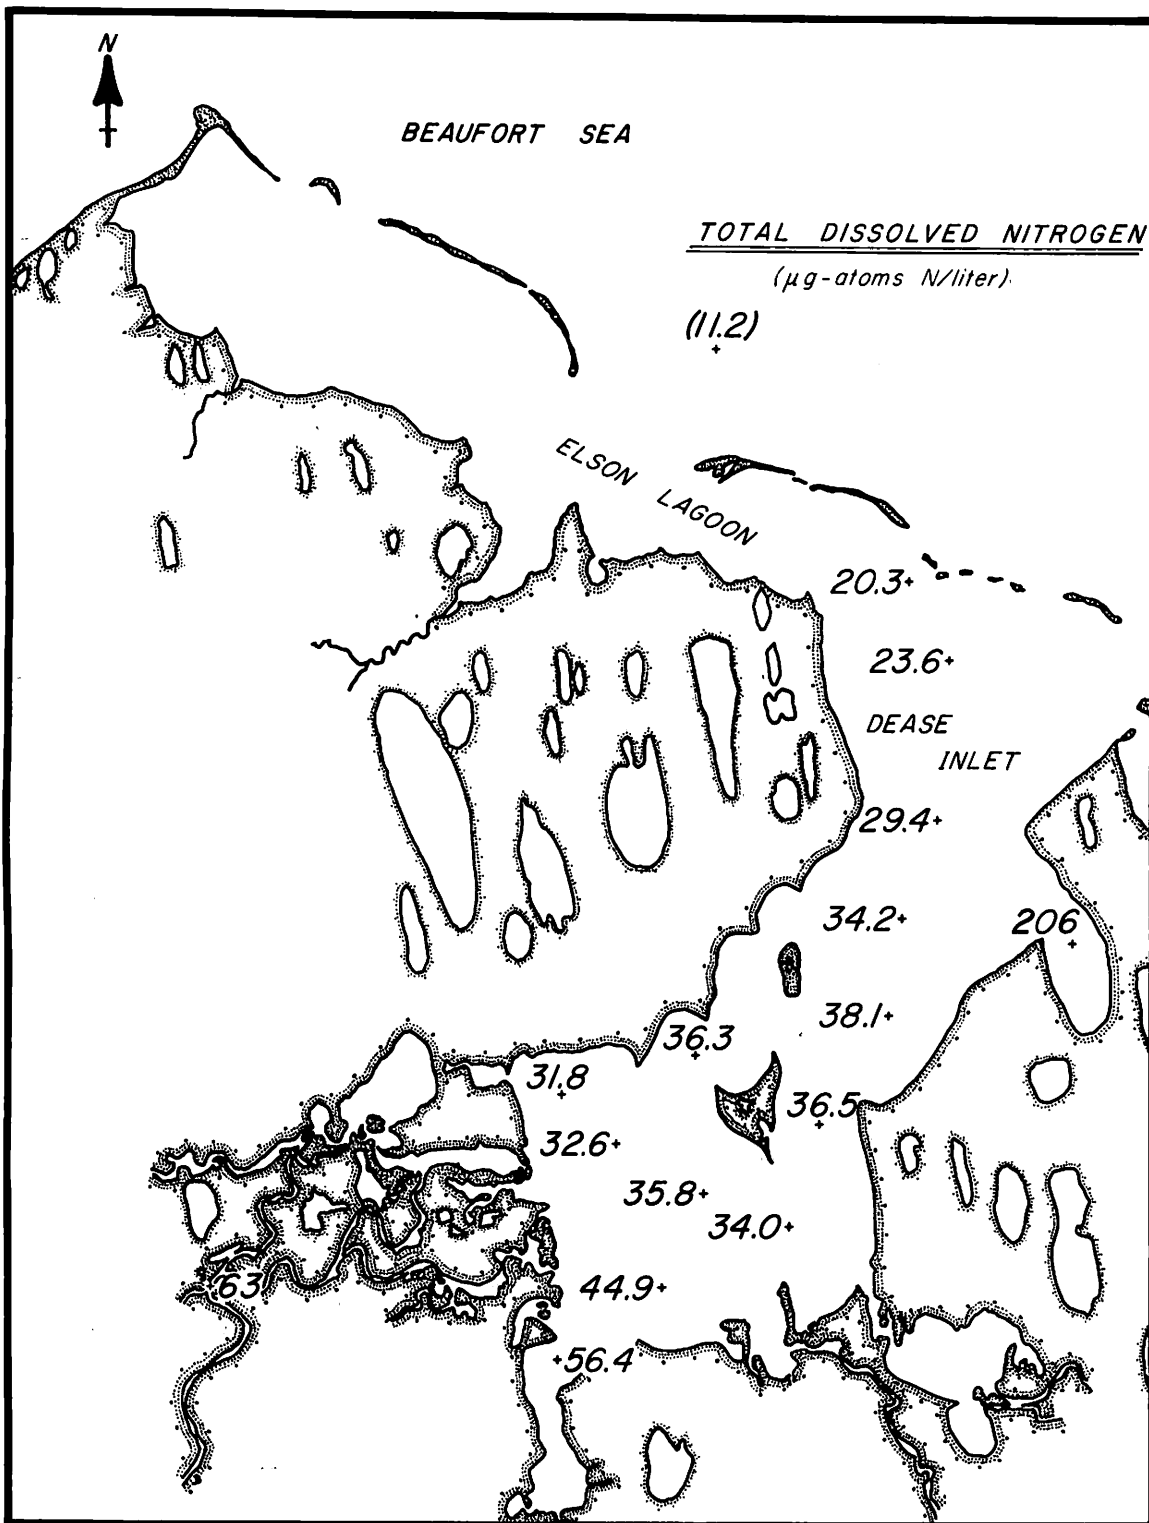 N
BEAUFORT SEA
TOTAL DISSOLVED NITROGEN
(μg-atoms N/liter)
(11.2)
ELSON LAGOON
20.3
23.6
DEASE
INLET
29.4
34.2
206
38.1
36.3
31.8
36.5
32.6
35.8
34.0
63
44.9
56.4